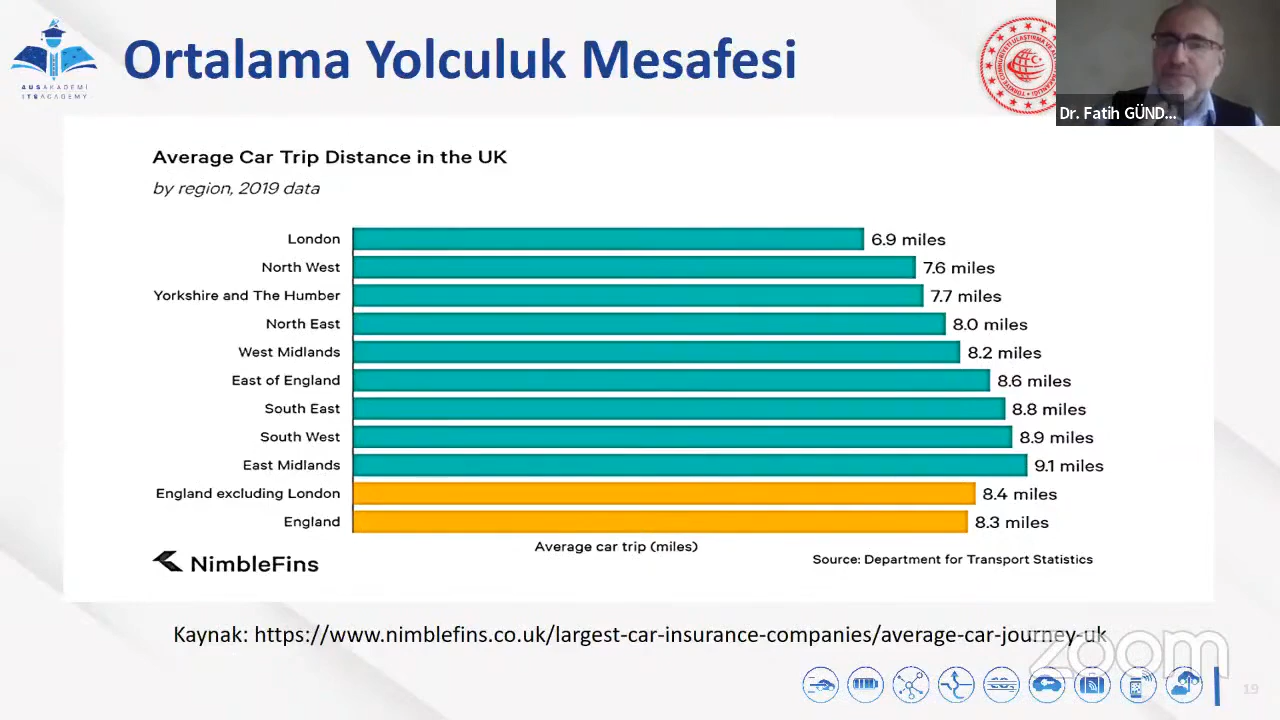 AUSAKADEMİ
ITSACADEMY
Ortalama Yolculuk Mesafesi
Dr. Fatih GÜND...
Average Car Trip Distance in the UK
by region, 2019 data
London 6.9 miles
North West 7.6 miles
Yorkshire and The Humber 7.7 miles
North East 8.0 miles
West Midlands 8.2 miles
East of England 8.6 miles
South East 8.8 miles
South West 8.9 miles
East Midlands 9.1 miles
England excluding London 8.4 miles
England 8.3 miles
Average car trip (miles)
NimbleFins
Source: Department for Transport Statistics
Kaynak: https://www.nimblefins.co.uk/largest-car-insurance-companies/average-car-journey-uk
zoom
19